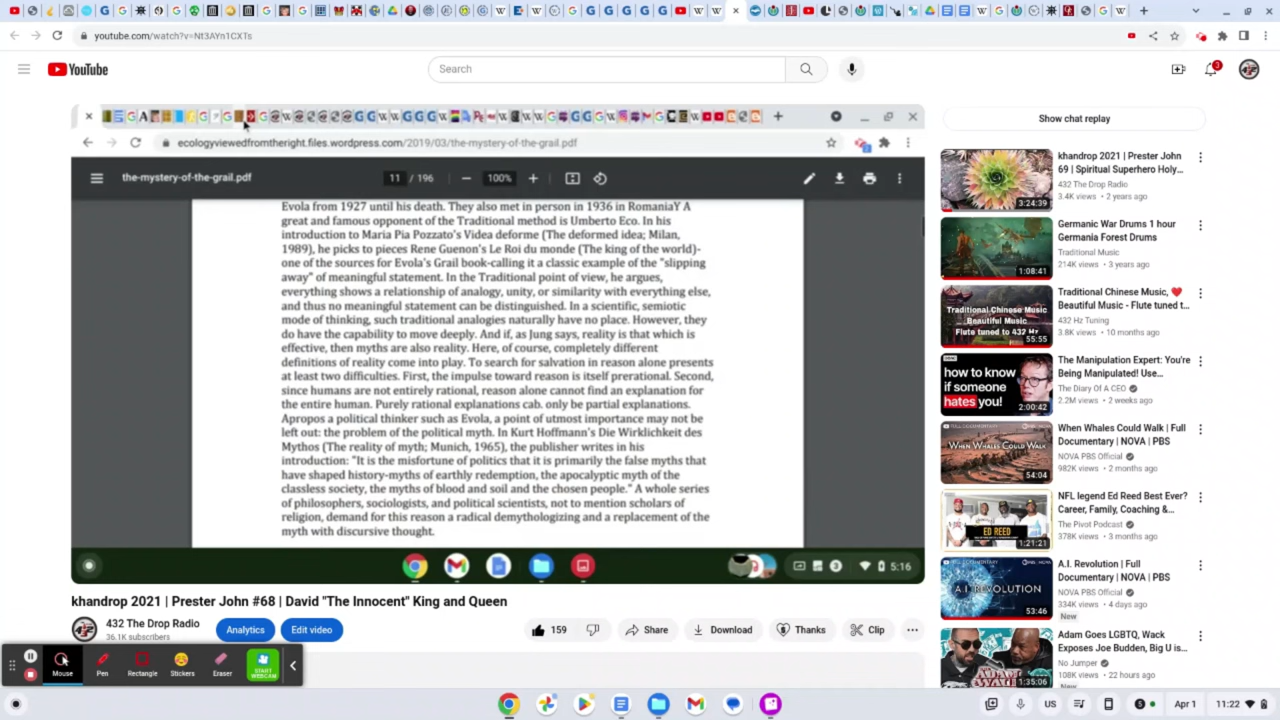 youtube.com/watch?v=Nt3AYn1CXTs
YouTube
Search
3
Show chat replay
ecologyviewedfromtheright.files.wordpress.com/2019/03/the-mystery-of-the-grail.pdf
the-mystery-of-the-grail.pdf
11 / 196
100%
Evola from 1927 until his death. They also met in person in 1936 in RomaniaY A
great and famous opponent of the Traditional method is Umberto Eco. In his
introduction to Maria Pia Pozzato's Videa deforme (The deformed idea; Milan,
1989), he picks to pieces Rene Guenon's Le Roi du monde (The king of the world)-
one of the sources for Evola's Grail book-calling it a classic example of the "slipping
away" of meaningful statement. In the Traditional point of view, he argues,
everything shows a relationship of analogy, unity, or similarity with everything else,
and thus no meaningful statement can be distinguished. In a scientific, semiotic
mode of thinking, such traditional analogies naturally have no place. However, they
do have the capability to move deeply. And if, as Jung says, reality is that which is
effective, then myths are also reality. Here, of course, completely different
definitions of reality come into play. To search for salvation in reason alone presents
at least two difficulties. First, the impulse toward reason is itself prerational. Second,
since humans are not entirely rational, reason alone cannot find an explanation for
the entire human. Purely rational explanations cab. only be partial explanations.
Apropos a political thinker such as Evola, a point of utmost importance may not be
left out: the problem of the political myth. In Kurt Hoffmann's Die Wirklichkeit des
Mythos (The reality of myth; Munich, 1965), the publisher writes in his
introduction: "It is the misfortune of politics that it is primarily the false myths that
have shaped history-myths of earthly redemption, the apocalyptic myth of the
classless society, the myths of blood and soil and the chosen people." A whole series
of philosophers, sociologists, and political scientists, not to mention scholars of
religion, demand for this reason a radical demythologizing and a replacement of the
myth with discursive thought.
5:16
khandrop 2021 | Prester John #68 | David "The Innocent" King and Queen
432 The Drop Radio
36.1K subscribers
Analytics
Edit video
159
Share
Download
Thanks
Clip
khandrop 2021 | Prester John
69 | Spiritual Superhero Holy...
432 The Drop Radio
3.4K views • 2 years ago
3:24:39
Germanic War Drums 1 hour
Germania Forest Drums
Traditional Music
214K views • 3 years ago
1:08:41
Traditional Chinese Music, ❤️
Beautiful Music - Flute tuned t...
432 Hz Tuning
3.8K views • 10 months ago
Traditional Chinese Music
Beautiful Music
Flute tuned to 432 Hz
55:55
The Manipulation Expert: You're
Being Manipulated! Use...
The Diary Of A CEO
2.2M views • 2 weeks ago
how to know
if someone
hates you!
2:00:42
When Whales Could Walk | Full
Documentary | NOVA | PBS
NOVA PBS Official
982K views • 2 months ago
FULL DOCUMENTARY
WHEN WHALES COULD WALK
54:04
NFL legend Ed Reed Best Ever?
Career, Family, Coaching &...
The Pivot Podcast
378K views • 3 months ago
ED REED
1:21:21
A.I. Revolution | Full
Documentary | NOVA | PBS
NOVA PBS Official
334K views • 4 days ago
New
FULL DOCUMENTARY
A.I. REVOLUTION
53:46
Adam Goes LGBTQ, Wack
Exposes Joe Budden, Big U is...
No Jumper
108K views • 22 hours ago
New
1:35:06
Mouse
Pen
Rectangle
Stickers
Eraser
START
WEBCAM
US
5
Apr 1
11:22